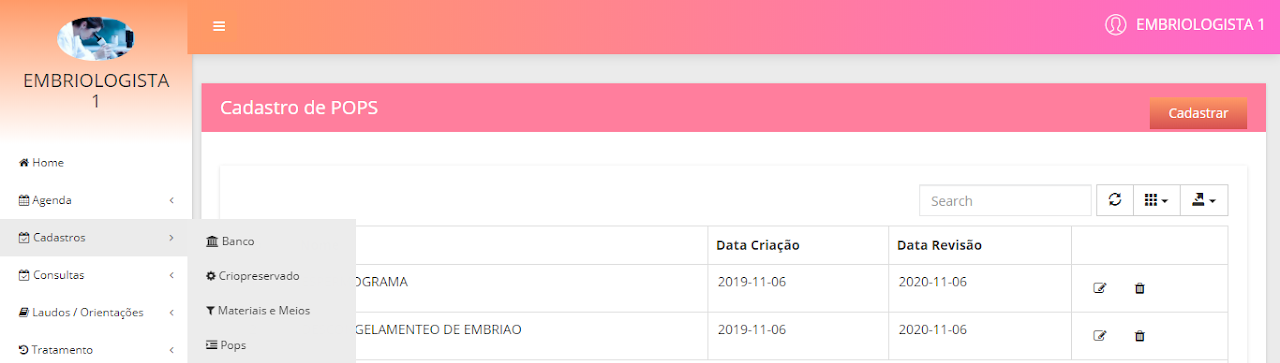 EMBRIOLOGISTA 1
EMBRIOLOGISTA
1
Home
Agenda
Cadastros
Consultas
Laudos / Orientações
Tratamento
Banco
Criopreservado
Materiais e Meios
Pops
Cadastro de POPS
Cadastrar
Search
Data Criação Data Revisão
OGRAMA 2019-11-06 2020-11-06
GELAMENTEO DE EMBRIAO 2019-11-06 2020-11-06